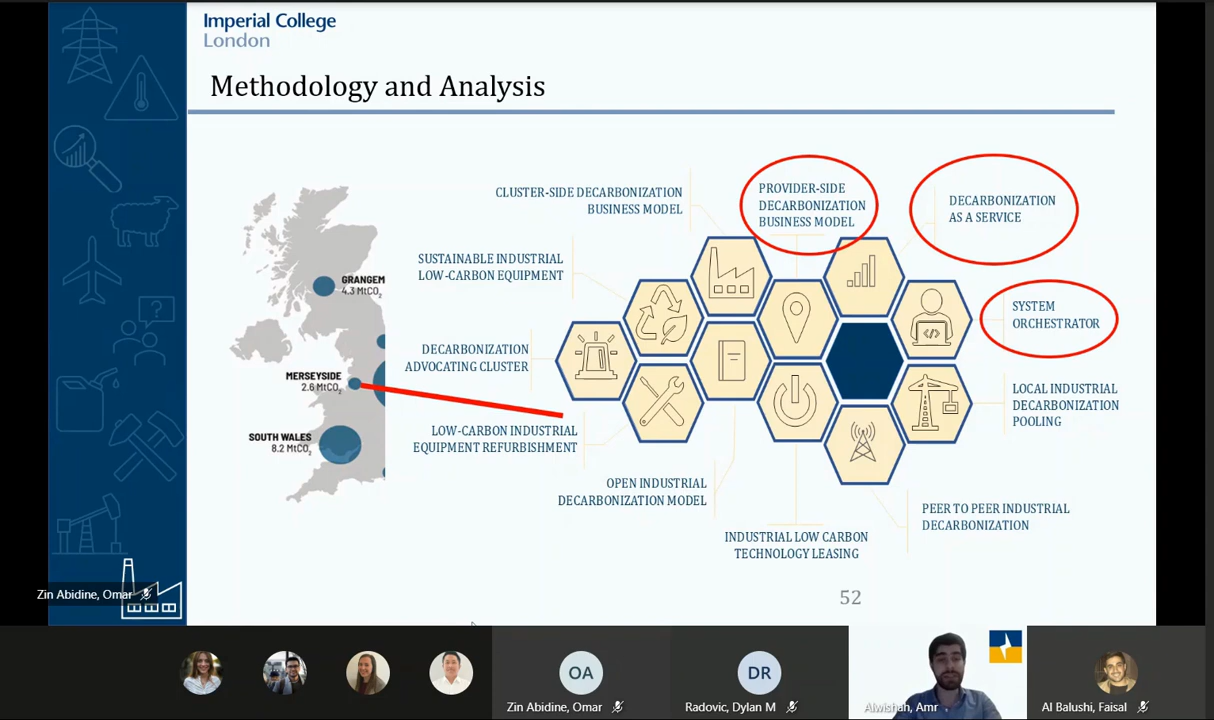 Imperial College
London
Methodology and Analysis
CLUSTER-SIDE DECARBONIZATION
BUSINESS MODEL
PROVIDER-SIDE
DECARBONIZATION
BUSINESS MODEL
DECARBONIZATION
AS A SERVICE
SUSTAINABLE INDUSTRIAL
LOW-CARBON EQUIPMENT
SYSTEM
ORCHESTRATOR
DECARBONIZATION
ADVOCATING CLUSTER
LOCAL INDUSTRIAL
DECARBONIZATION
POOLING
LOW-CARBON INDUSTRIAL
EQUIPMENT REFURBISHMENT
OPEN INDUSTRIAL
DECARBONIZATION MODEL
PEER TO PEER INDUSTRIAL
DECARBONIZATION
INDUSTRIAL LOW CARBON
TECHNOLOGY LEASING
GRANGEM
4.3 MtCO₂
MERSEYSIDE
2.6 MtCO₂
SOUTH WALES
8.2 MtCO₂
</>
?
52
Zin Abidine, Omar
OA
Zin Abidine, Omar
DR
Radovic, Dylan M
Alwishah, Amr
Al Balushi, Faisal